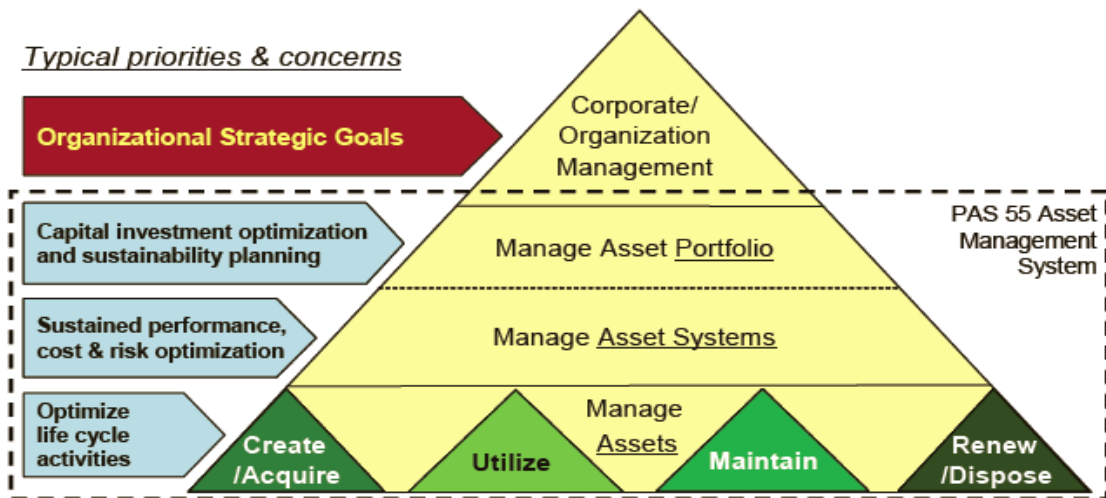 Typical priorities & concerns
Organizational Strategic Goals
Corporate/
Organization
Management
PAS 55 Asset
Management
System
Capital investment optimization
and sustainability planning
Manage Asset Portfolio
Sustained performance,
cost & risk optimization
Manage Asset Systems
Optimize
life cycle
activities
Manage
Assets
Create
/Acquire
Utilize
Maintain
Renew
/Dispose